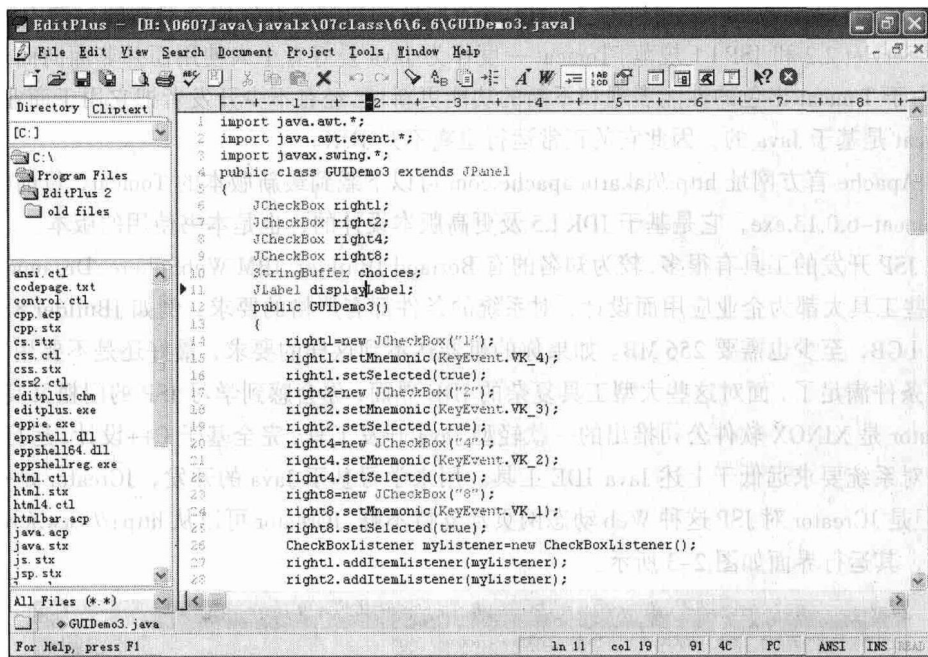 EditPlus - [H:\0607Java\javalx\07class\6\6.6\GUIDemo3.java]
File Edit View Search Document Project Tools Window Help
Directory Cliptext
----+----1----+----2----+----3----+----4----+----5----+----6----+----7----+----8----+
[C:]
C:\
Program Files
EditPlus 2
old files
c.ctl
codepage.txt
control.ctl
cpp.acp
cpp.stx
cs.stx
css.ctl
css.stx
css2.ctl
editplus.chm
editplus.exe
eppie.exe
eppshell.dll
eppshell64.dll
eppshellreg.exe
html.ctl
html.stx
html4.ctl
htmlbar.acp
java.acp
java.stx
js.stx
jsp.stx
All Files (*.*)
1 import java.awt.*;
2 import java.awt.event.*;
3 import javax.swing.*;
4 public class GUIDemo3 extends JPanel
5 {
6 JCheckBox right1;
7 JCheckBox right2;
8 JCheckBox right4;
9 JCheckBox right8;
10 StringBuffer choices;
11 JLabel displayLabel;
12 public GUIDemo3()
13 {
14 right1=new JCheckBox("1");
15 right1.setMnemonic(KeyEvent.VK_4);
16 right1.setSelected(true);
17 right2=new JCheckBox("2");
18 right2.setMnemonic(KeyEvent.VK_3);
19 right2.setSelected(true);
20 right4=new JCheckBox("4");
21 right4.setMnemonic(KeyEvent.VK_2);
22 right4.setSelected(true);
23 right8=new JCheckBox("8");
24 right8.setMnemonic(KeyEvent.VK_1);
25 right8.setSelected(true);
26 CheckBoxListener myListener=new CheckBoxListener();
27 right1.addItemListener(myListener);
28 right2.addItemListener(myListener);
GUIDemo3.java
For Help, press F1 ln 11 col 19 91 4C PC ANSI INS READ